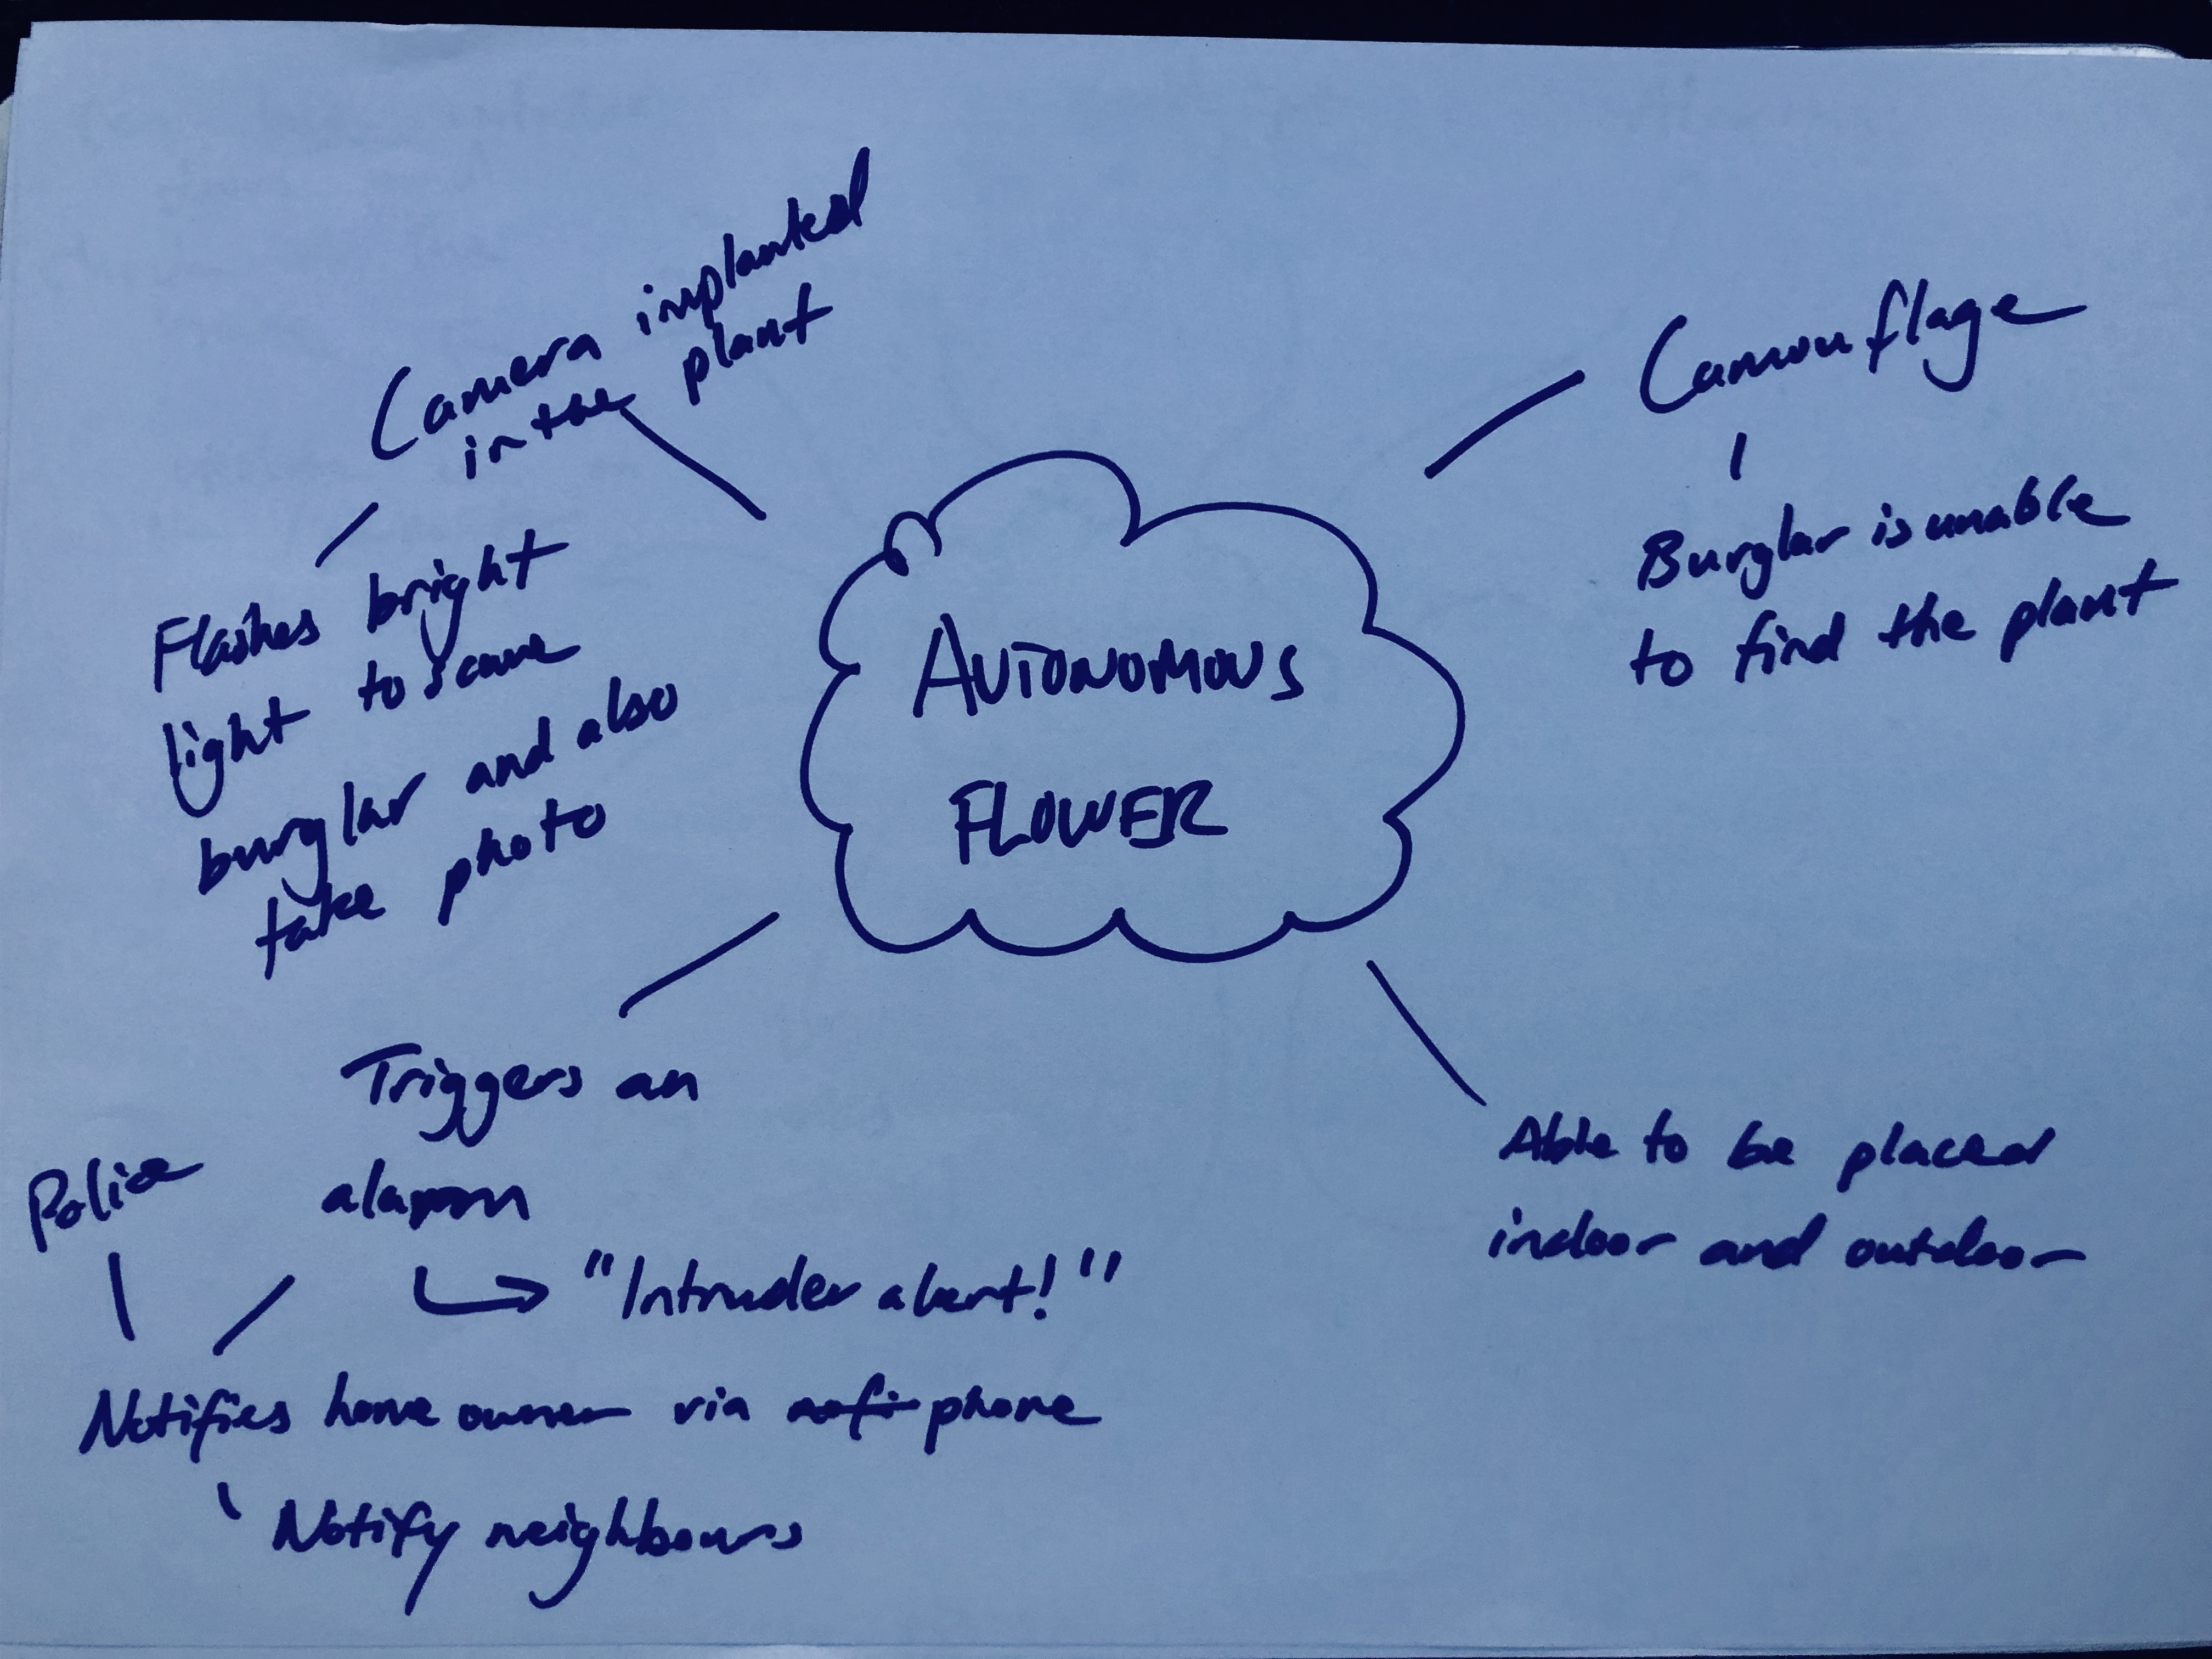 Camera implanted
in the plant
Flashes bright
light to scare
burglar and also
take photo
Camouflage
Burglar is unable
to find the plant
AUTONOMOUS
FLOWER
Triggers an
alarm
"Intruder alert!"
Police
Notifies home owner via phone
Notify neighbours
Able to be placed
indoor and outdoor